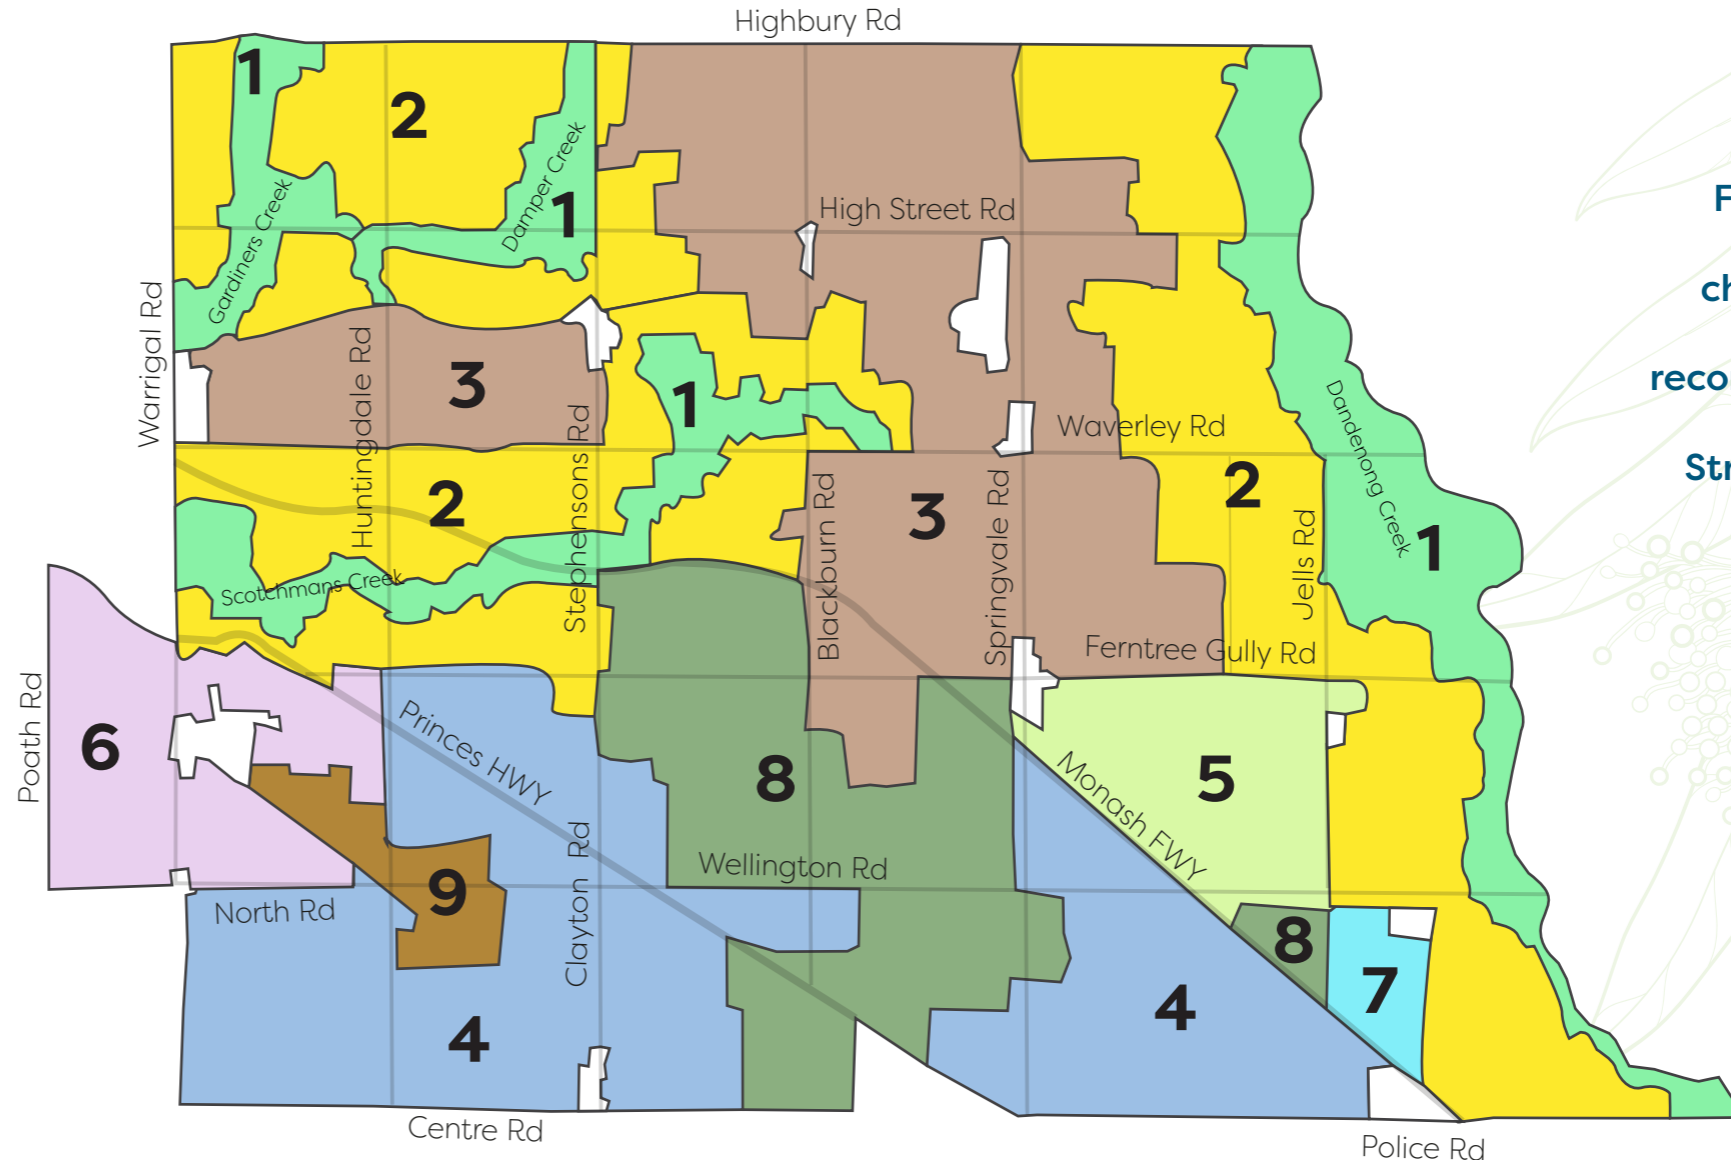 Highbury Rd
1
2
Damper Creek
1
Gardiners Creek
High Street Rd
F
ch
reco
Str
Warrigal Rd
Huntingdale Rd
3
1
Stephensons Rd
Waverley Rd
Dandenong Creek
2
3
2
1
Blackburn Rd
Springvale Rd
Jells Rd
Scotchmans Creek
Ferntree Gully Rd
Poath Rd
6
Princes HWY
8
Monash FWY
5
Clayton Rd
Wellington Rd
9
North Rd
8
7
4
4
Centre Rd
Police Rd